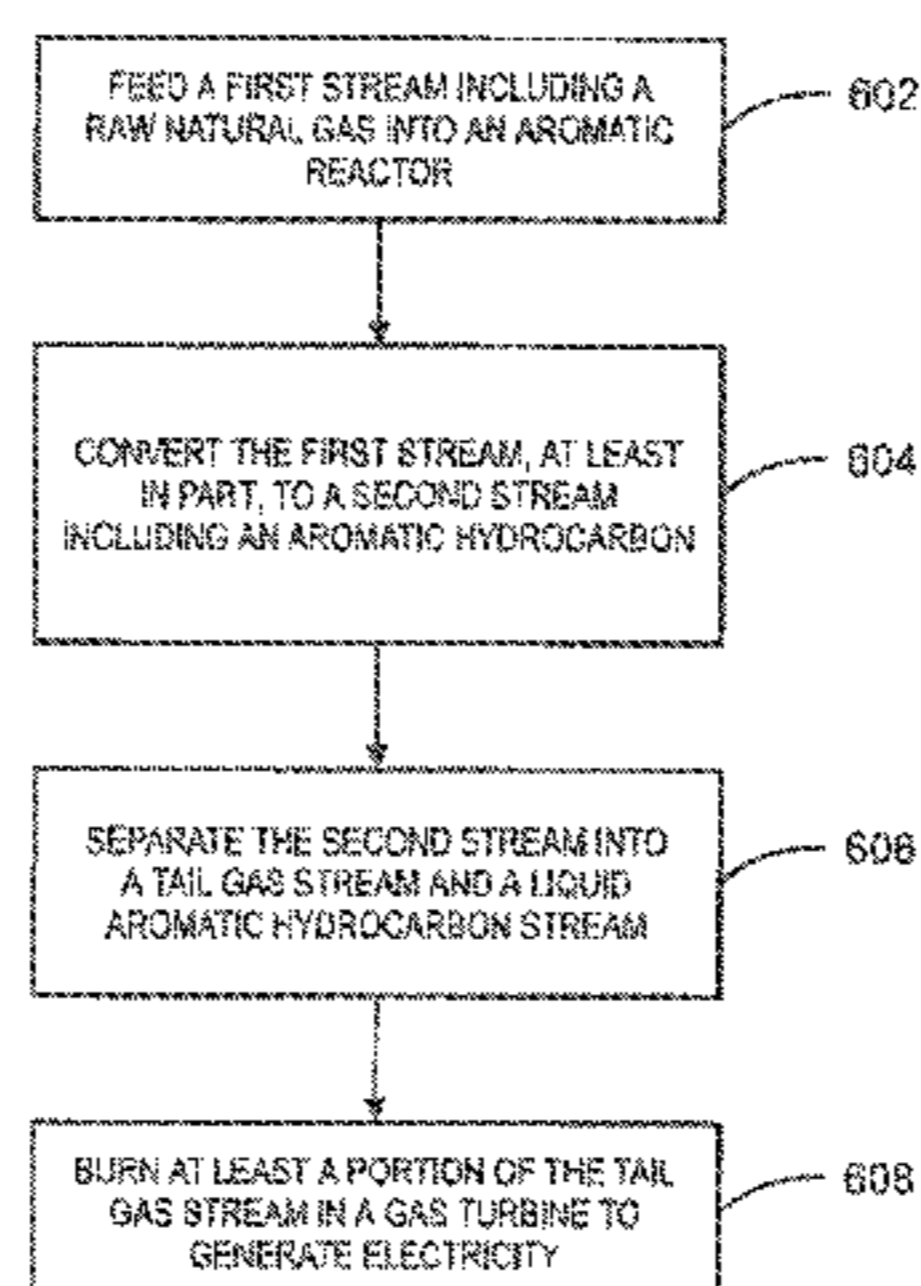 FEED A FIRST STREAM INCLUDING A
RAW NATURAL GAS INTO AN AROMATIC
REACTOR
602
CONVERT THE FIRST STREAM, AT LEAST
IN PART, TO A SECOND STREAM
INCLUDING AN AROMATIC HYDROCARBON
604
SEPARATE THE SECOND STREAM INTO
A TAIL GAS STREAM AND A LIQUID
AROMATIC HYDROCARBON STREAM
606
BURN AT LEAST A PORTION OF THE TAIL
GAS STREAM IN A GAS TURBINE TO
GENERATE ELECTRICITY
608